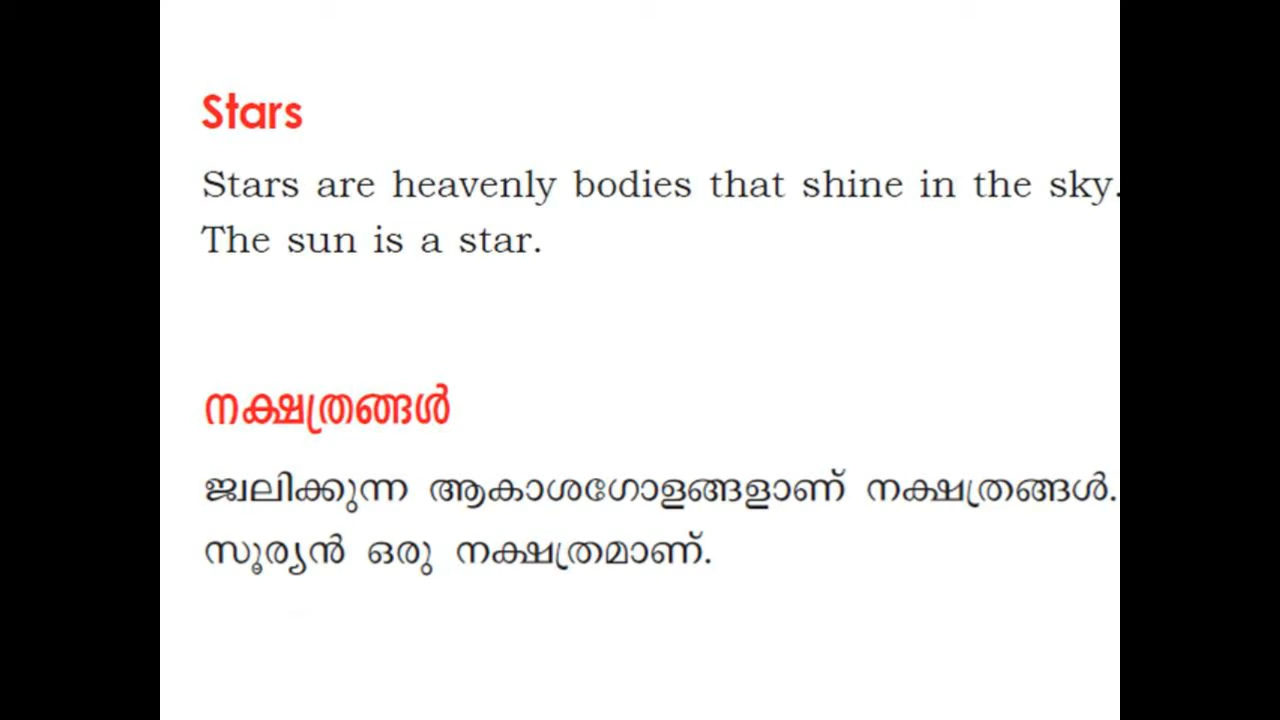 Stars
Stars are heavenly bodies that shine in the sky.
The sun is a star.
നക്ഷത്രങ്ങൾ
ജ്വലിക്കുന്ന ആകാശഗോളങ്ങളാണ് നക്ഷത്രങ്ങൾ.
സൂര്യൻ ഒരു നക്ഷത്രമാണ്.